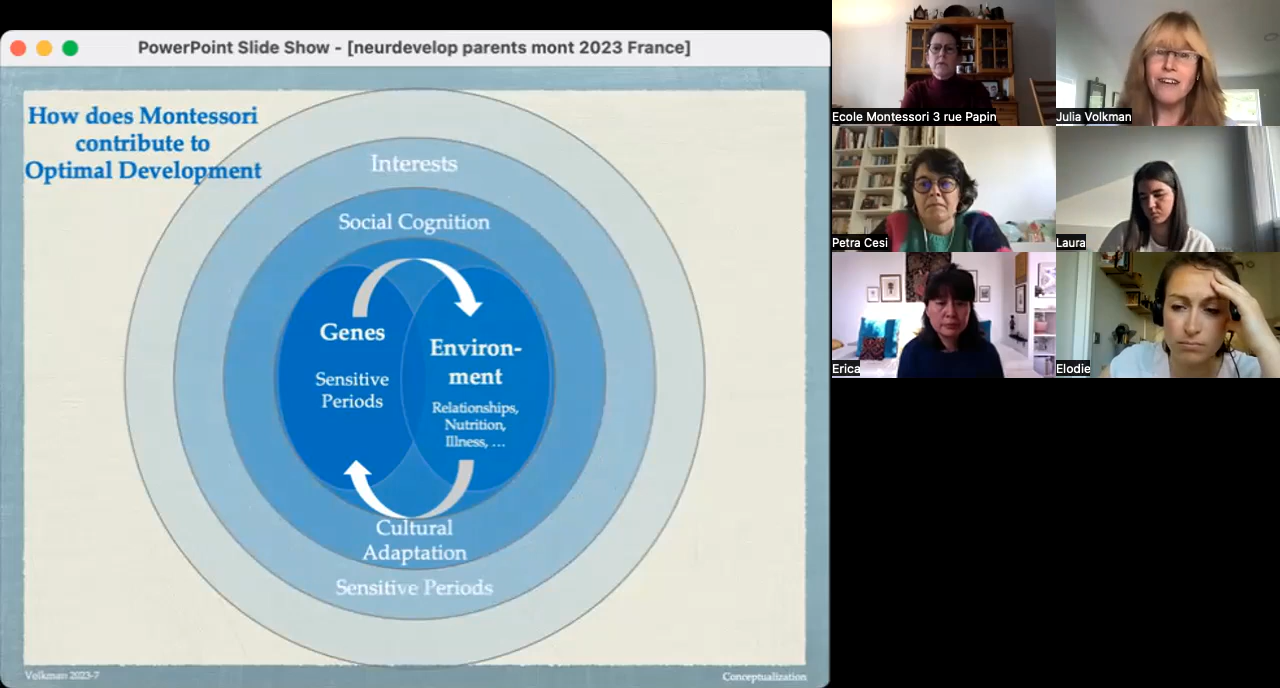 PowerPoint Slide Show - [neurdevelop parents mont 2023 France]
How does Montessori
contribute to
Optimal Development
Interests
Social Cognition
Genes
Sensitive
Periods
Environ-
ment
Relationships,
Nutrition,
Illness, ...
Cultural
Adaptation
Sensitive Periods
Volkman 2023-7
Conceptualization
Ecole Montessori 3 rue Papin
Julia Volkman
Petra Cesi
Laura
Erica
Elodie